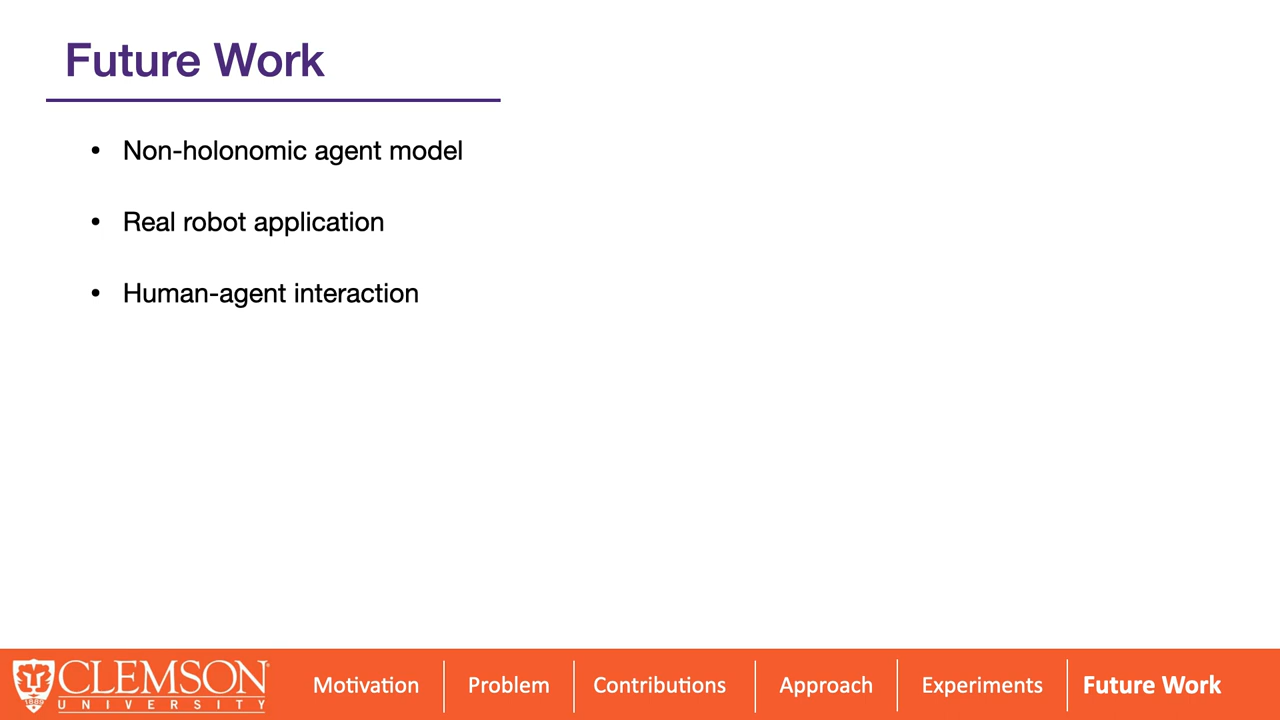 Future Work
• Non-holonomic agent model
• Real robot application
• Human-agent interaction
CLEMSON
UNIVERSITY
Motivation
Problem
Contributions
Approach
Experiments
Future Work